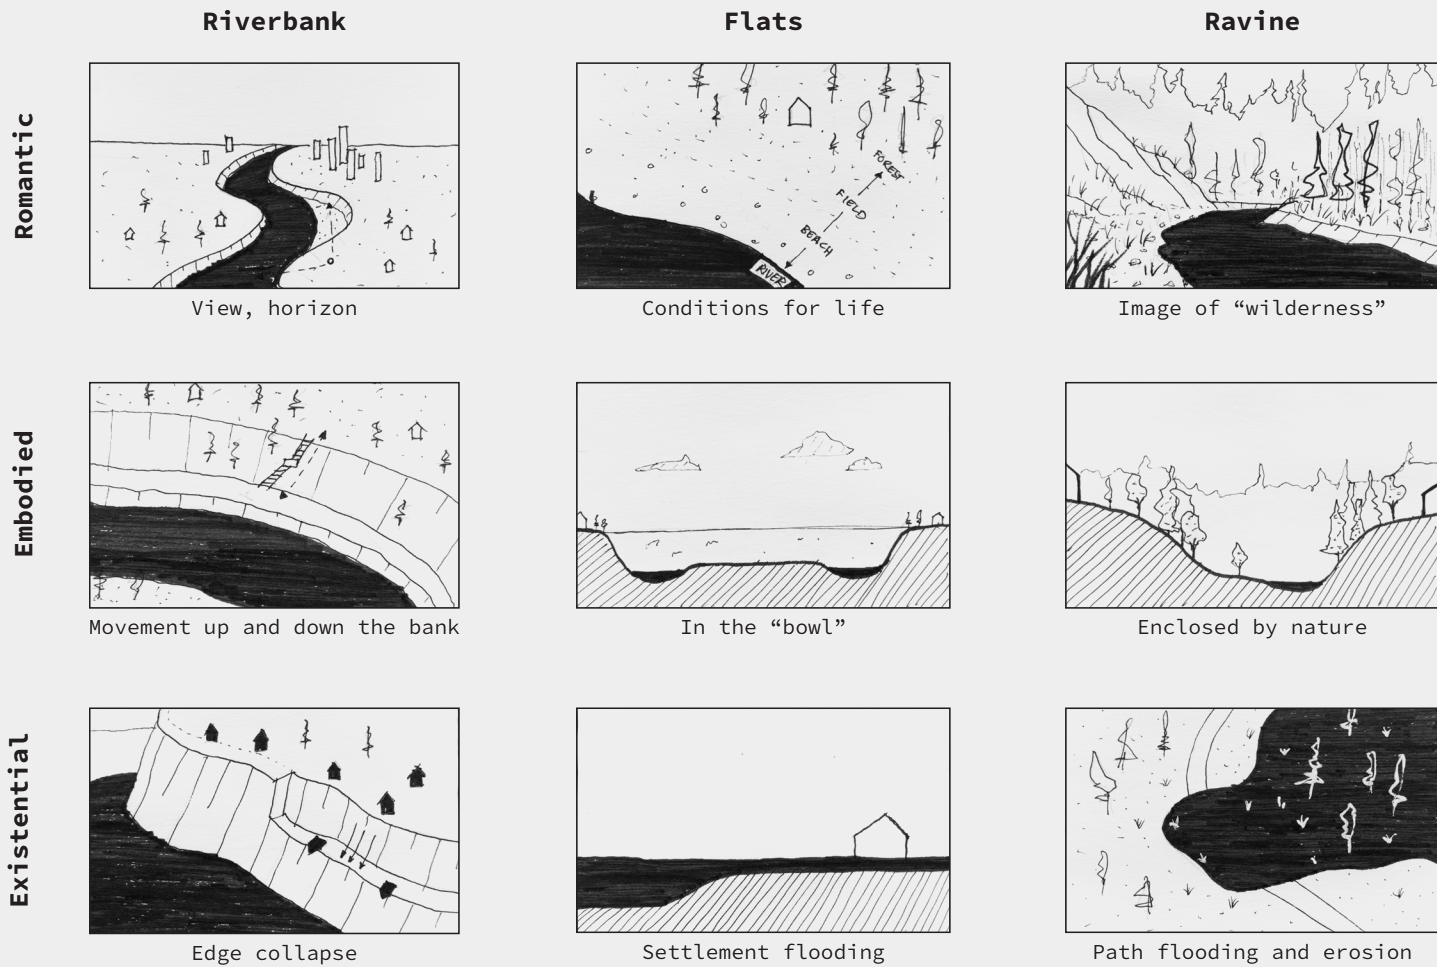 Riverbank
Flats
Ravine
Romantic
FOREST
FIELD
BEACH
RIVER
View, horizon
Conditions for life
Image of “wilderness”
Embodied
Movement up and down the bank
In the “bowl”
Enclosed by nature
Existential
Edge collapse
Settlement flooding
Path flooding and erosion